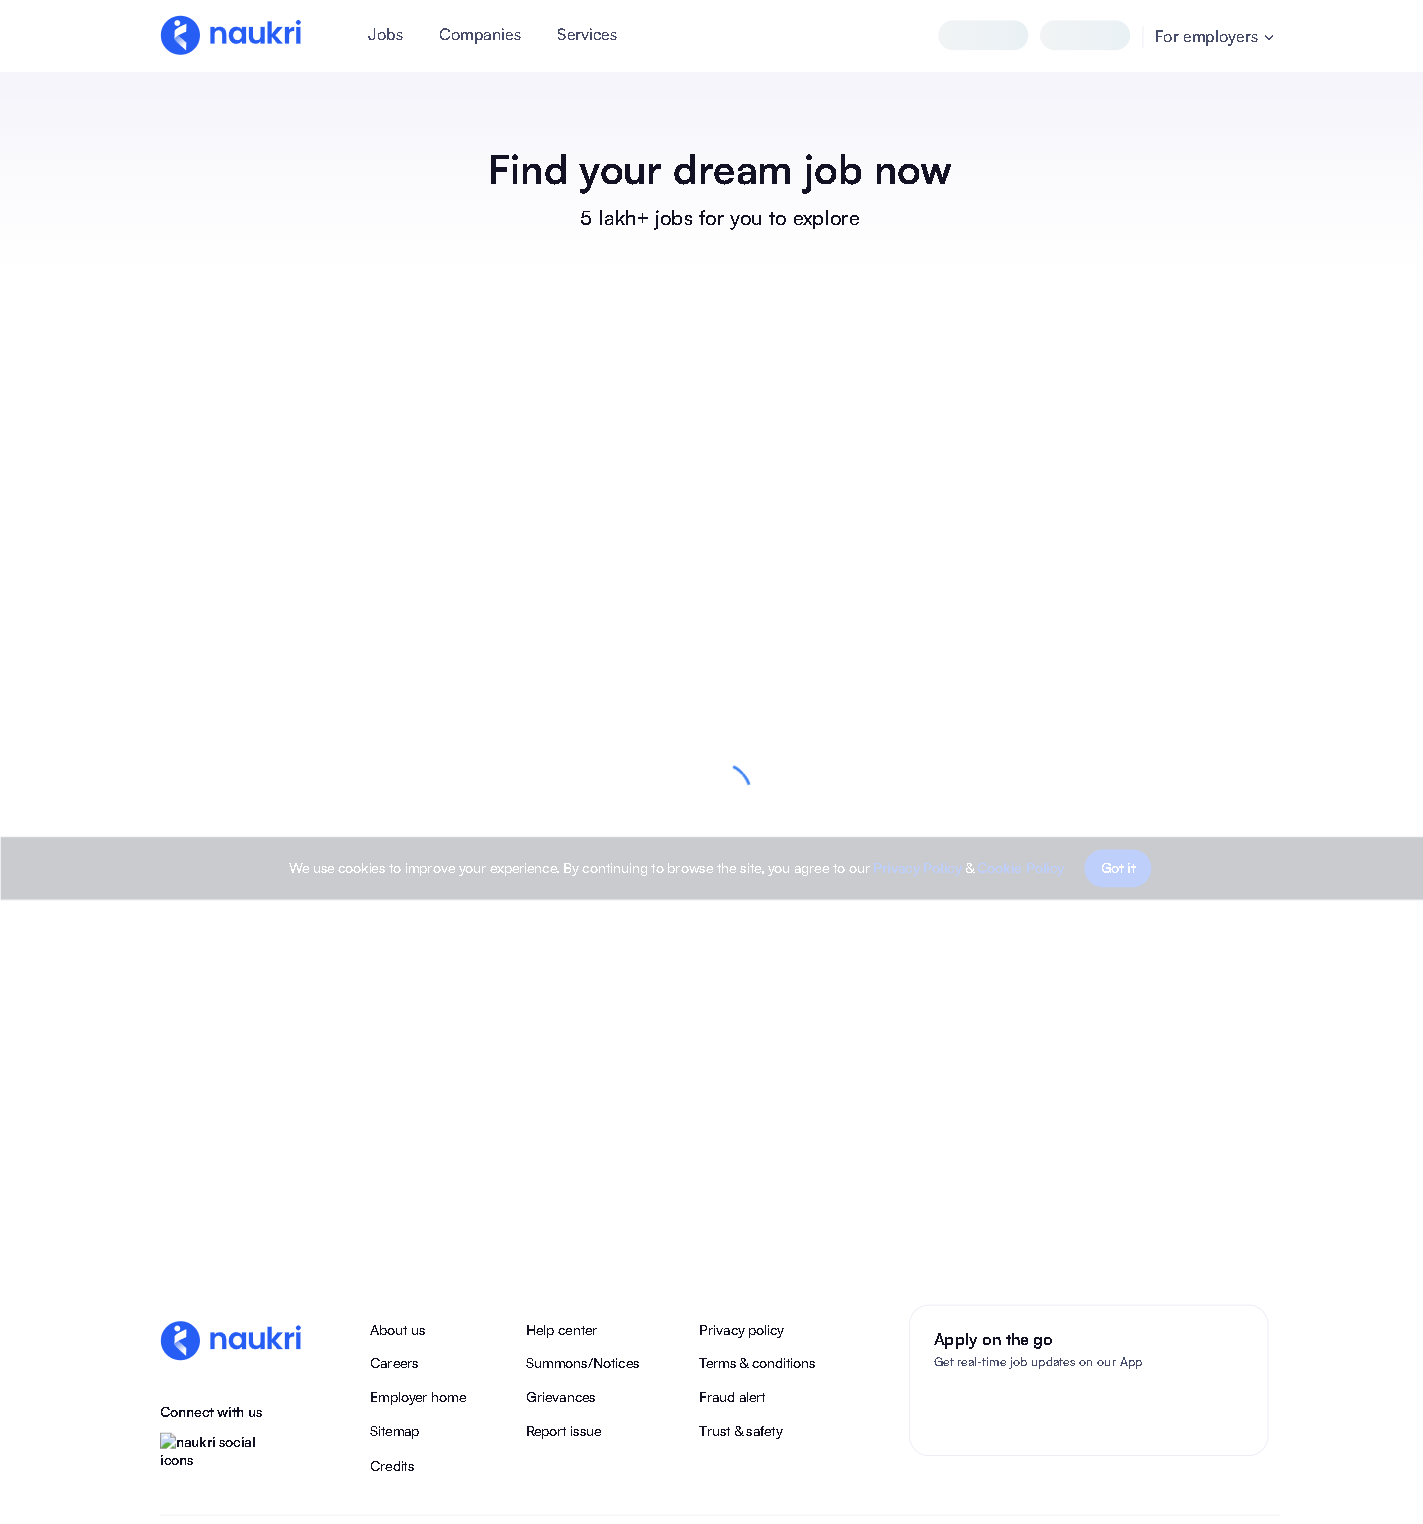 naukri
Jobs
Companies
Services
For employers
Find your dream job now
5 lakh+ jobs for you to explore
We use cookies to improve your experience. By continuing to browse the site, you agree to our Privacy Policy & Cookie Policy
Got it
naukri
Connect with us
naukri social
icons
About us
Careers
Employer home
Sitemap
Credits
Help center
Summons/Notices
Grievances
Report issue
Privacy policy
Terms & conditions
Fraud alert
Trust & safety
Apply on the go
Get real-time job updates on our App